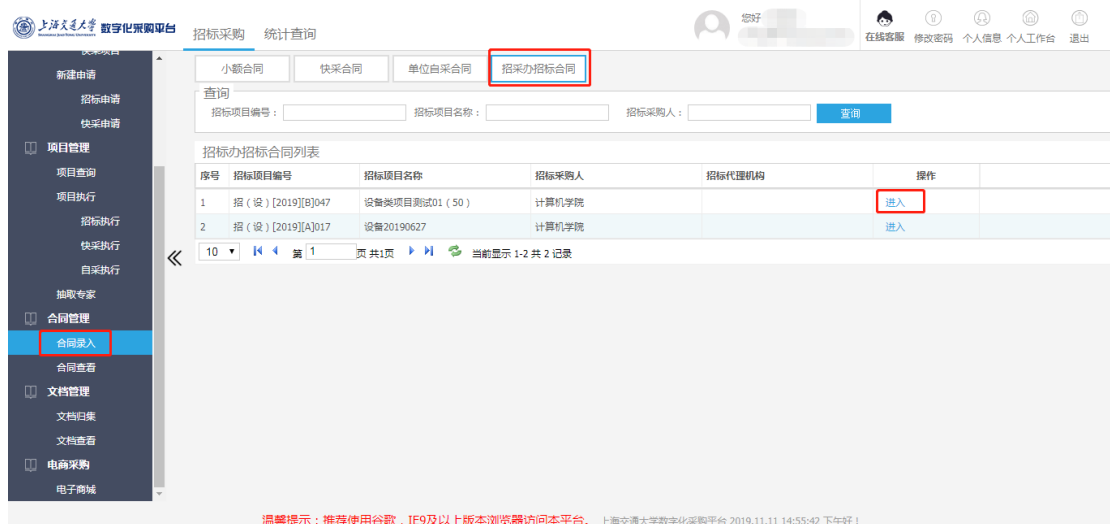 上海交通大学 数字化采购平台
招标采购 统计查询
您好
在线客服 修改密码 个人信息 个人工作台 退出
新建申请
招标申请
快采申请
项目管理
项目查询
项目执行
招标执行
快采执行
自采执行
抽取专家
合同管理
合同录入
合同查看
文档管理
文档归集
文档查看
电商采购
电子商城
小额合同 快采合同 单位自采合同 招采办招标合同
查询
招标项目编号： 招标项目名称： 招标采购人： 查询
招标办招标合同列表
序号 招标项目编号 招标项目名称 招标采购人 招标代理机构 操作
1 招（设）[2019][B]047 设备类项目测试01（50） 计算机学院 进入
2 招（设）[2019][A]017 设备20190627 计算机学院 进入
10 第 1 页 共1页 当前显示 1-2 共 2 记录
温馨提示：推荐使用谷歌，IE9及以上版本浏览器访问本平台。 上海交通大学数字化采购平台 2019.11.11 14:55:42 下午好！